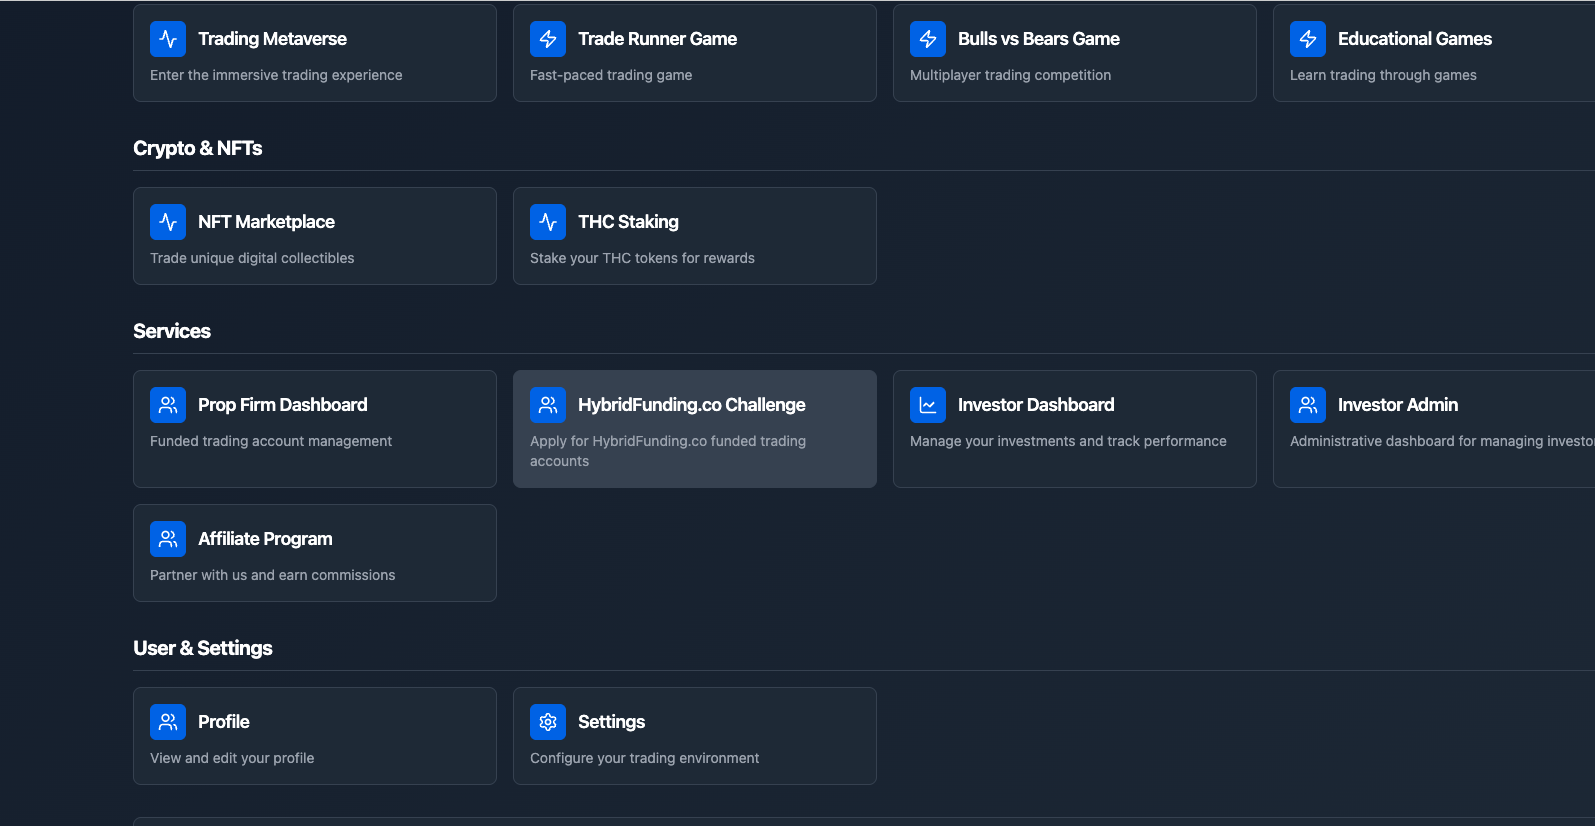 Trading Metaverse
Enter the immersive trading experience
Trade Runner Game
Fast-paced trading game
Bulls vs Bears Game
Multiplayer trading competition
Educational Games
Learn trading through games
Crypto & NFTs
NFT Marketplace
Trade unique digital collectibles
THC Staking
Stake your THC tokens for rewards
Services
Prop Firm Dashboard
Funded trading account management
HybridFunding.co Challenge
Apply for HybridFunding.co funded trading
accounts
Investor Dashboard
Manage your investments and track performance
Investor Admin
Administrative dashboard for managing investo
Affiliate Program
Partner with us and earn commissions
User & Settings
Profile
View and edit your profile
Settings
Configure your trading environment